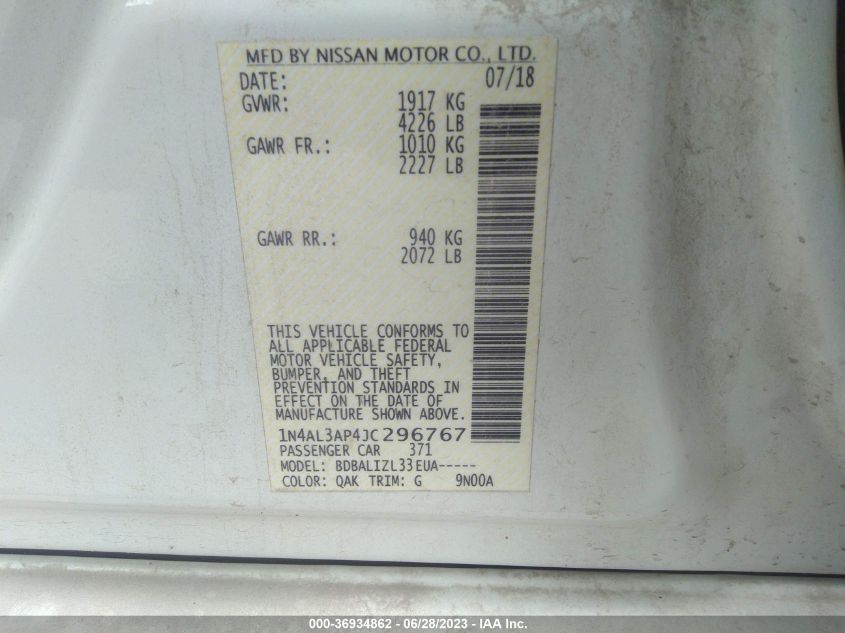 MFD BY NISSAN MOTOR CO., LTD.
DATE: 07/18
GVWR: 1917 KG
4226 LB
GAWR FR.: 1010 KG
2227 LB
GAWR RR.: 940 KG
2072 LB
THIS VEHICLE CONFORMS TO
ALL APPLICABLE FEDERAL
MOTOR VEHICLE SAFETY,
BUMPER, AND THEFT
PREVENTION STANDARDS IN
EFFECT ON THE DATE OF
MANUFACTURE SHOWN ABOVE.
1N4AL3AP4JC296767
PASSENGER CAR 371
MODEL: BDBALIZL33EUA-----
COLOR: QAK TRIM: G 9N00A
000-36934862 - 06/28/2023 - IAA Inc.